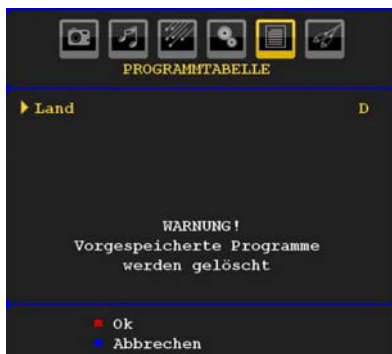 PROGRAMMTABELLE
Land D
WARNUNG!
Vorgespeicherte Programme
werden gelöscht
Ok
Abbrechen